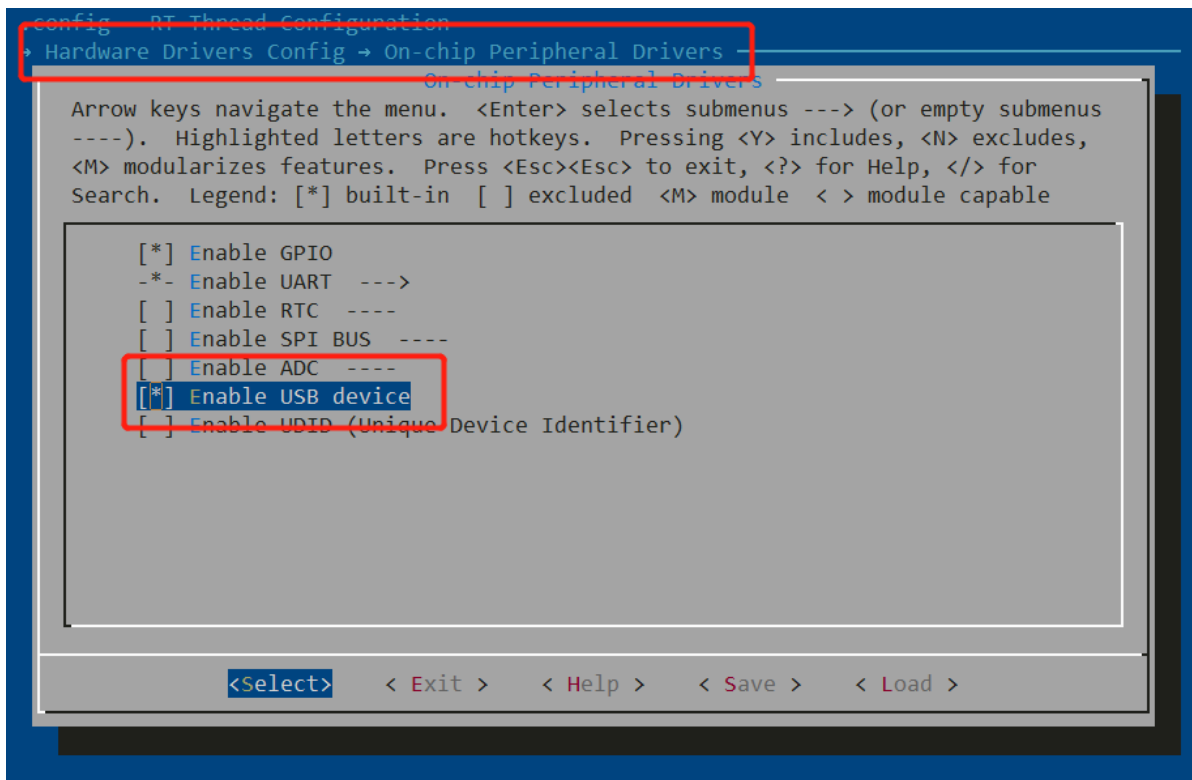 .config - RT-Thread Configuration
→ Hardware Drivers Config → On-chip Peripheral Drivers
On-chip Peripheral Drivers
Arrow keys navigate the menu.  <Enter> selects submenus ---> (or empty submenus
----).  Highlighted letters are hotkeys.  Pressing <Y> includes, <N> excludes,
<M> modularizes features.  Press <Esc><Esc> to exit, <?> for Help, </> for
Search.  Legend: [*] built-in  [ ] excluded  <M> module  < > module capable
[*] Enable GPIO
-*- Enable UART  --->
[ ] Enable RTC  ----
[ ] Enable SPI BUS  ----
[ ] Enable ADC  ----
[*] Enable USB device
[ ] Enable UDID (Unique Device Identifier)
<Select>    < Exit >    < Help >    < Save >    < Load >